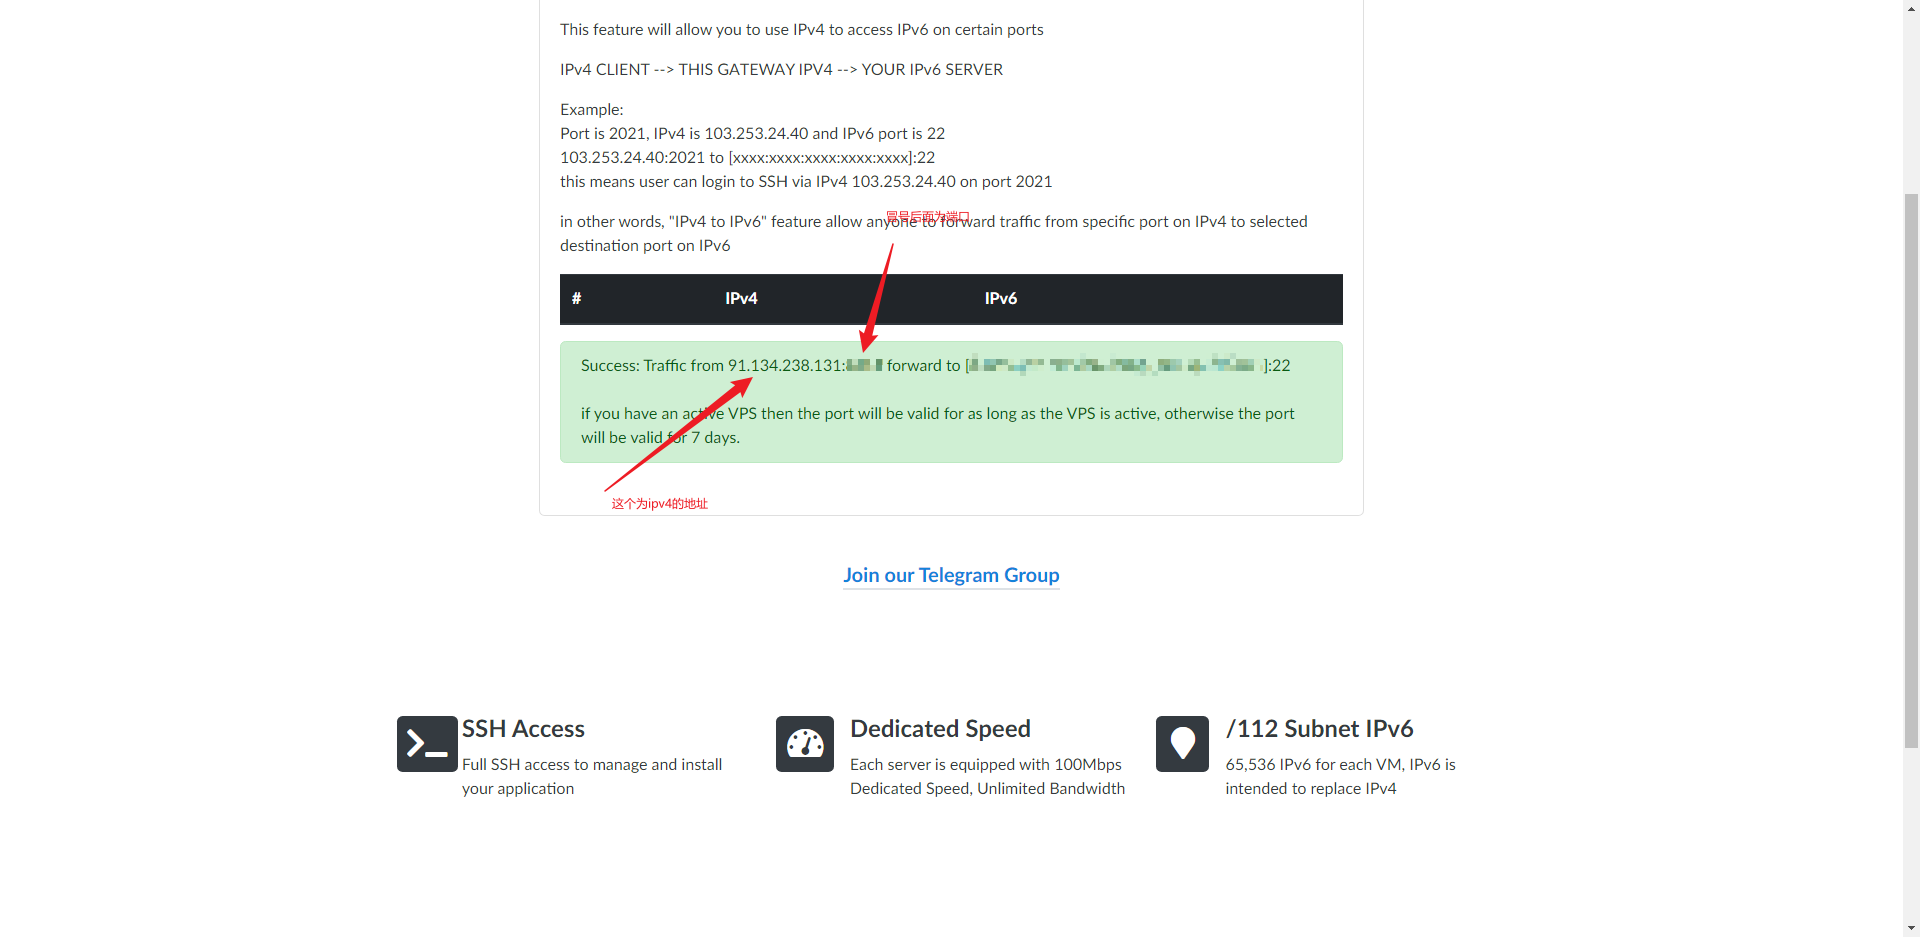 This feature will allow you to use IPv4 to access IPv6 on certain ports
IPv4 CLIENT --> THIS GATEWAY IPV4 --> YOUR IPv6 SERVER
Example:
Port is 2021, IPv4 is 103.253.24.40 and IPv6 port is 22
103.253.24.40:2021 to [xxxx:xxxx:xxxx:xxxx:xxxx]:22
this means user can login to SSH via IPv4 103.253.24.40 on port 2021
冒号后面为端口
in other words, "IPv4 to IPv6" feature allow anyone to forward traffic from specific port on IPv4 to selected
destination port on IPv6
# IPv4 IPv6
Success: Traffic from 91.134.238.131: forward to [ ]:22
if you have an active VPS then the port will be valid for as long as the VPS is active, otherwise the port
will be valid for 7 days.
这个为ipv4的地址
Join our Telegram Group
SSH Access
Full SSH access to manage and install
your application
Dedicated Speed
Each server is equipped with 100Mbps
Dedicated Speed, Unlimited Bandwidth
/112 Subnet IPv6
65,536 IPv6 for each VM, IPv6 is
intended to replace IPv4